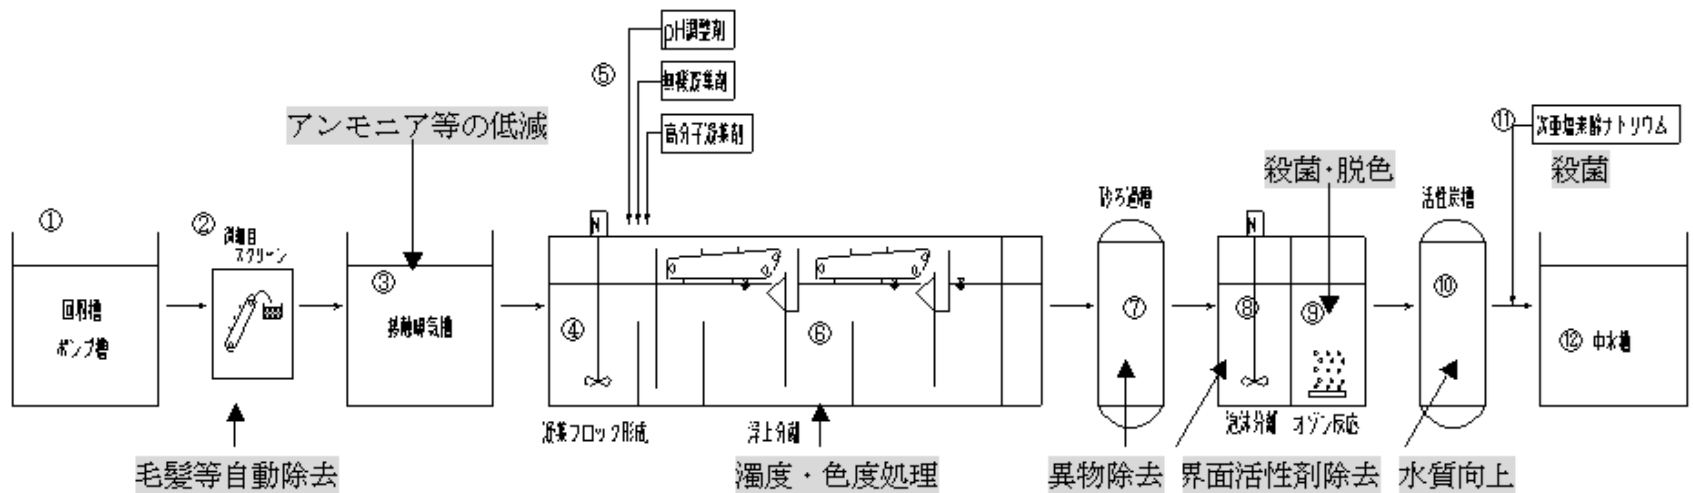 pH調整剤
⑤
無機凝集剤
アンモニア等の低減
高分子凝集剤
⑪ 次亜塩素酸ナトリウム
殺菌・脱色
殺菌
砂ろ過槽
活性炭槽
①
②
微細目
スクリーン
M
M
③
回収槽
ポンプ槽
接触曝気槽
④
⑥
⑦
⑧
⑨
⑩
⑫ 中水槽
凝集フロック形成
浮上分離
泡沫分離
オゾン反応
毛髪等自動除去
濁度・色度処理
異物除去
界面活性剤除去
水質向上